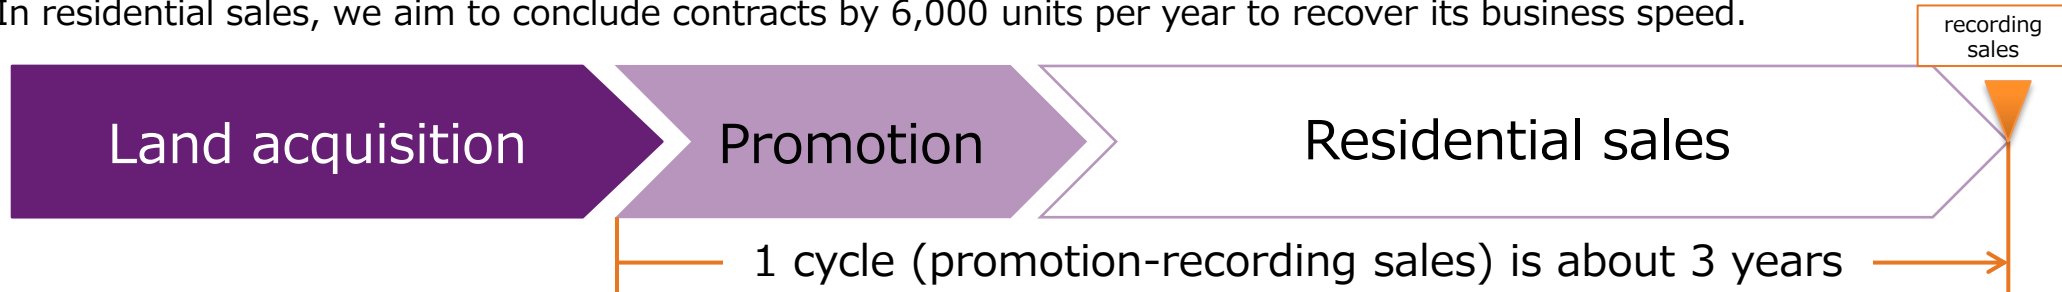 In residential sales, we aim to conclude contracts by 6,000 units per year to recover its business speed.
recording
sales
Land acquisition
Promotion
Residential sales
1 cycle (promotion-recording sales) is about 3 years